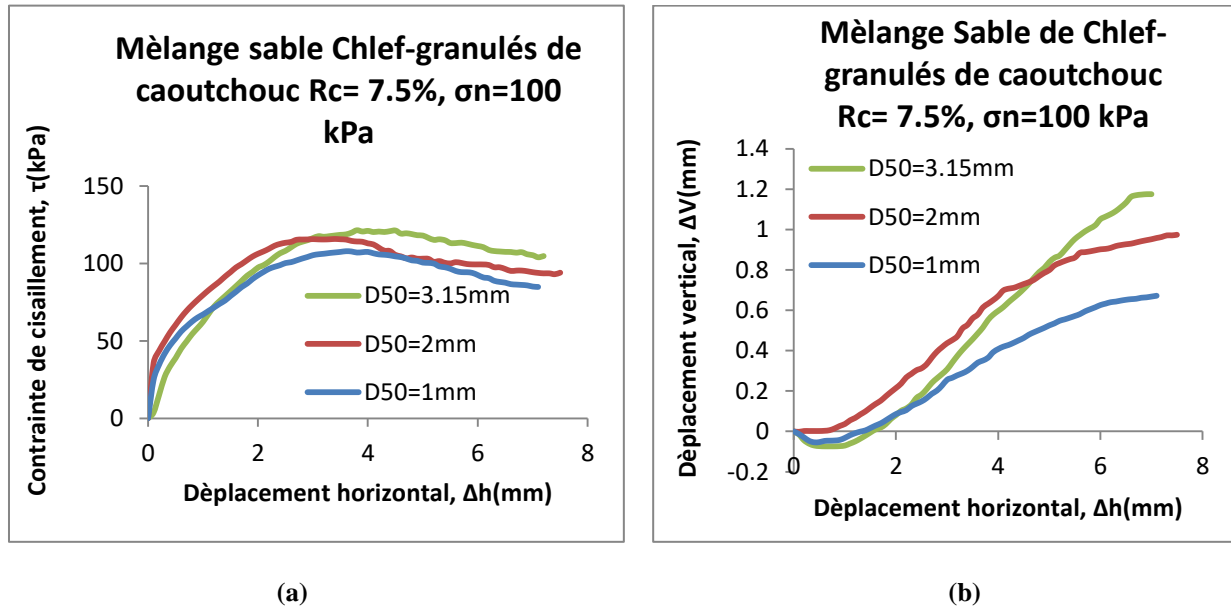 Mèlange sable Chlef-granulés de
caoutchouc Rc= 7.5%, σn=100
kPa
Contrainte de cisaillement, τ(kPa)
150
100
50
0
D50=3.15mm
D50=2mm
D50=1mm
0 2 4 6 8
Dèplacement horizontal, Δh(mm)
(a)
Mèlange Sable de Chlef-
granulés de caoutchouc
Rc= 7.5%, σn=100 kPa
Dèplacement vertical, ΔV(mm)
1.4
1.2
1
0.8
0.6
0.4
0.2
0
-0.2
D50=3.15mm
D50=2mm
D50=1mm
0 2 4 6 8
Dèplacement horizontal, Δh(mm)
(b)